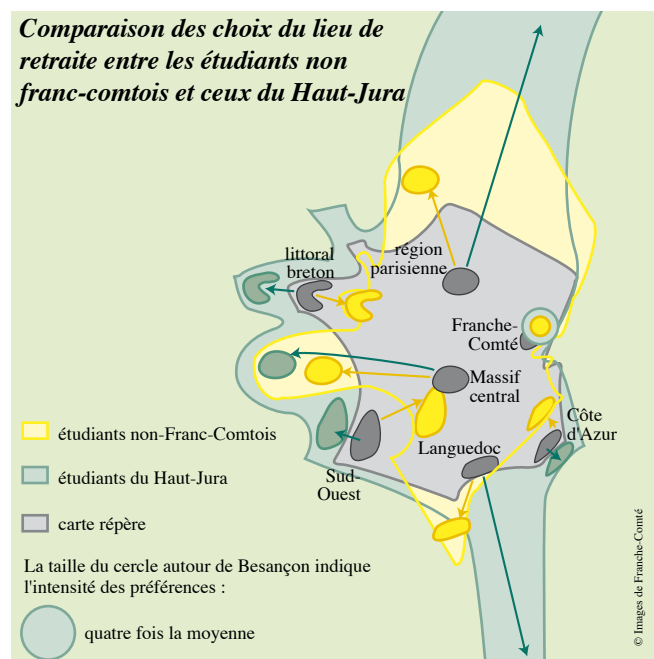 Comparaison des choix du lieu de
retraite entre les étudiants non
franc-comtois et ceux du Haut-Jura
littoral
breton
région
parisienne
Franche-
Comté
Massif
central
Côte
d'Azur
Languedoc
Sud-
Ouest
étudiants non-Franc-Comtois
étudiants du Haut-Jura
carte répère
La taille du cercle autour de Besançon indique
l'intensité des préférences :
quatre fois la moyenne
© Images de Franche-Comté